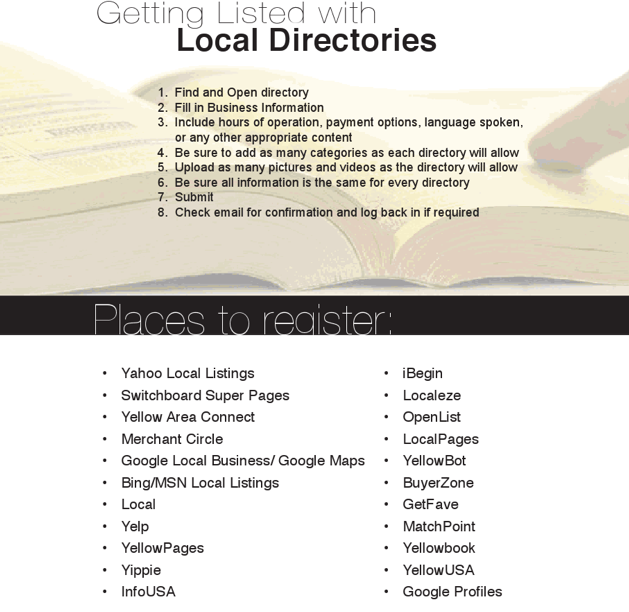 Getting Listed with
Local Directories
1. Find and Open directory
2. Fill in Business Information
3. Include hours of operation, payment options, language spoken,
or any other appropriate content
4. Be sure to add as many categories as each directory will allow
5. Upload as many pictures and videos as the directory will allow
6. Be sure all information is the same for every directory
7. Submit
8. Check email for confirmation and log back in if required
Places to register:
• Yahoo Local Listings
• Switchboard Super Pages
• Yellow Area Connect
• Merchant Circle
• Google Local Business/ Google Maps
• Bing/MSN Local Listings
• Local
• Yelp
• YellowPages
• Yippie
• InfoUSA
• iBegin
• Localeze
• OpenList
• LocalPages
• YellowBot
• BuyerZone
• GetFave
• MatchPoint
• Yellowbook
• YellowUSA
• Google Profiles